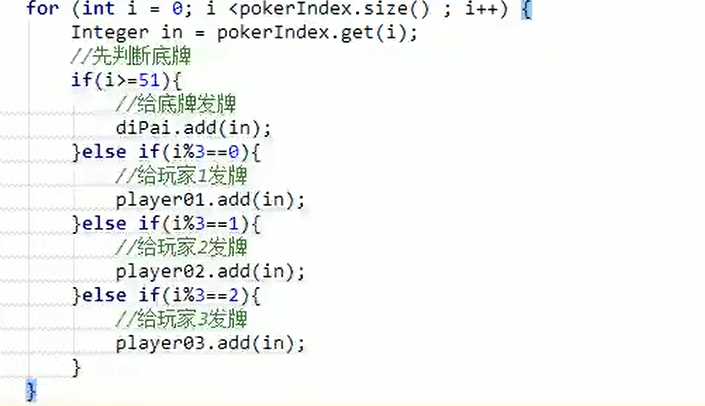 for (int i = 0; i <pokerIndex.size() ; i++) {
Integer in = pokerIndex.get(i);
//先判断底牌
if(i>=51){
//给底牌发牌
diPai.add(in);
}else if(i%3==0){
//给玩家1发牌
player01.add(in);
}else if(i%3==1){
//给玩家2发牌
player02.add(in);
}else if(i%3==2){
//给玩家3发牌
player03.add(in);
}
}